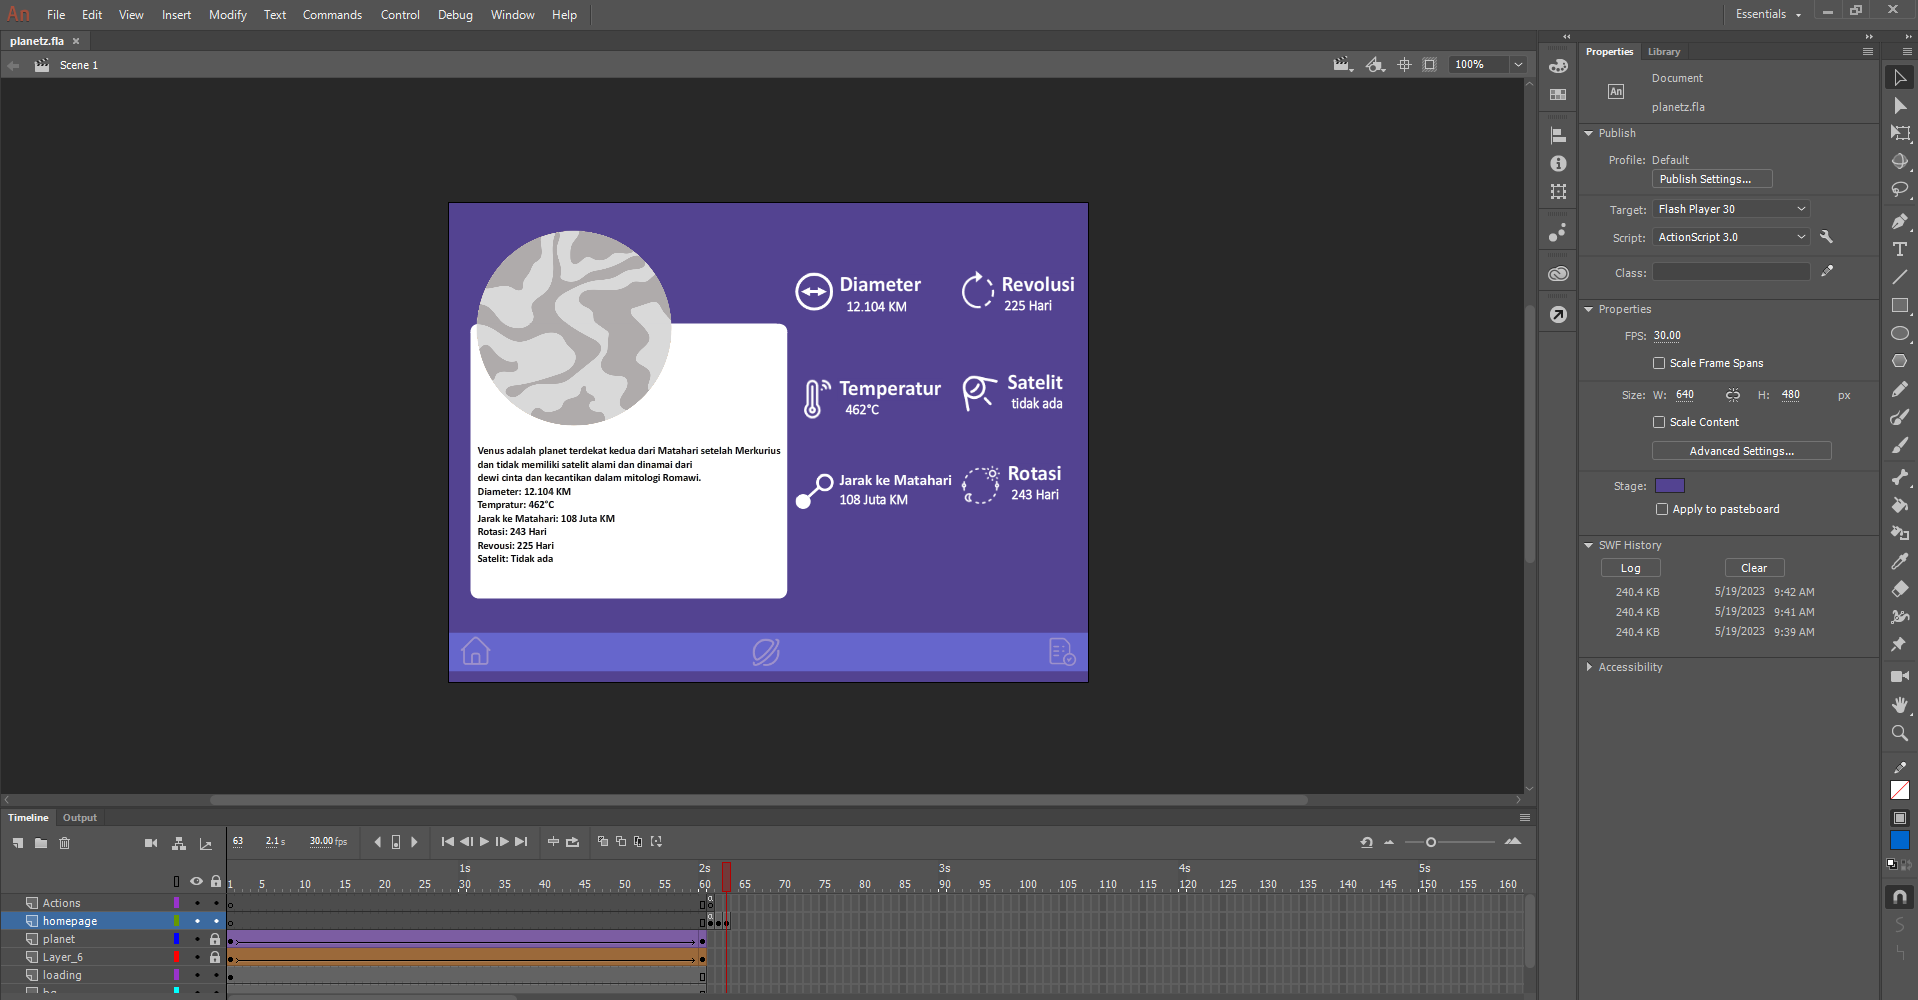 An File Edit View Insert Modify Text Commands Control Debug Window Help Essentials
planetz.fla ×
Scene 1
100%
Properties Library
Document
An
planetz.fla
Publish
Profile: Default
Publish Settings...
Target: Flash Player 30
Script: ActionScript 3.0
Class:
Properties
FPS: 30.00
Scale Frame Spans
Size: W: 640 H: 480 px
Scale Content
Advanced Settings...
Stage:
Apply to pasteboard
SWF History
Log Clear
240.4 KB 5/19/2023 9:42 AM
240.4 KB 5/19/2023 9:41 AM
240.4 KB 5/19/2023 9:39 AM
Accessibility
Diameter
12.104 KM
Revolusi
225 Hari
Temperatur
462°C
Satelit
tidak ada
Jarak ke Matahari
108 Juta KM
Rotasi
243 Hari
Venus adalah planet terdekat kedua dari Matahari setelah Merkurius
dan tidak memiliki satelit alami dan dinamai dari
dewi cinta dan kecantikan dalam mitologi Romawi.
Diameter: 12.104 KM
Tempratur: 462°C
Jarak ke Matahari: 108 Juta KM
Rotasi: 243 Hari
Revousi: 225 Hari
Satelit: Tidak ada
Timeline Output
63 2.1 s 30.00 fps
1s 2s 3s 4s 5s
1 5 10 15 20 25 30 35 40 45 50 55 60 65 70 75 80 85 90 95 100 105 110 115 120 125 130 135 140 145 150 155 160
Actions
homepage
planet
Layer_6
loading
bg